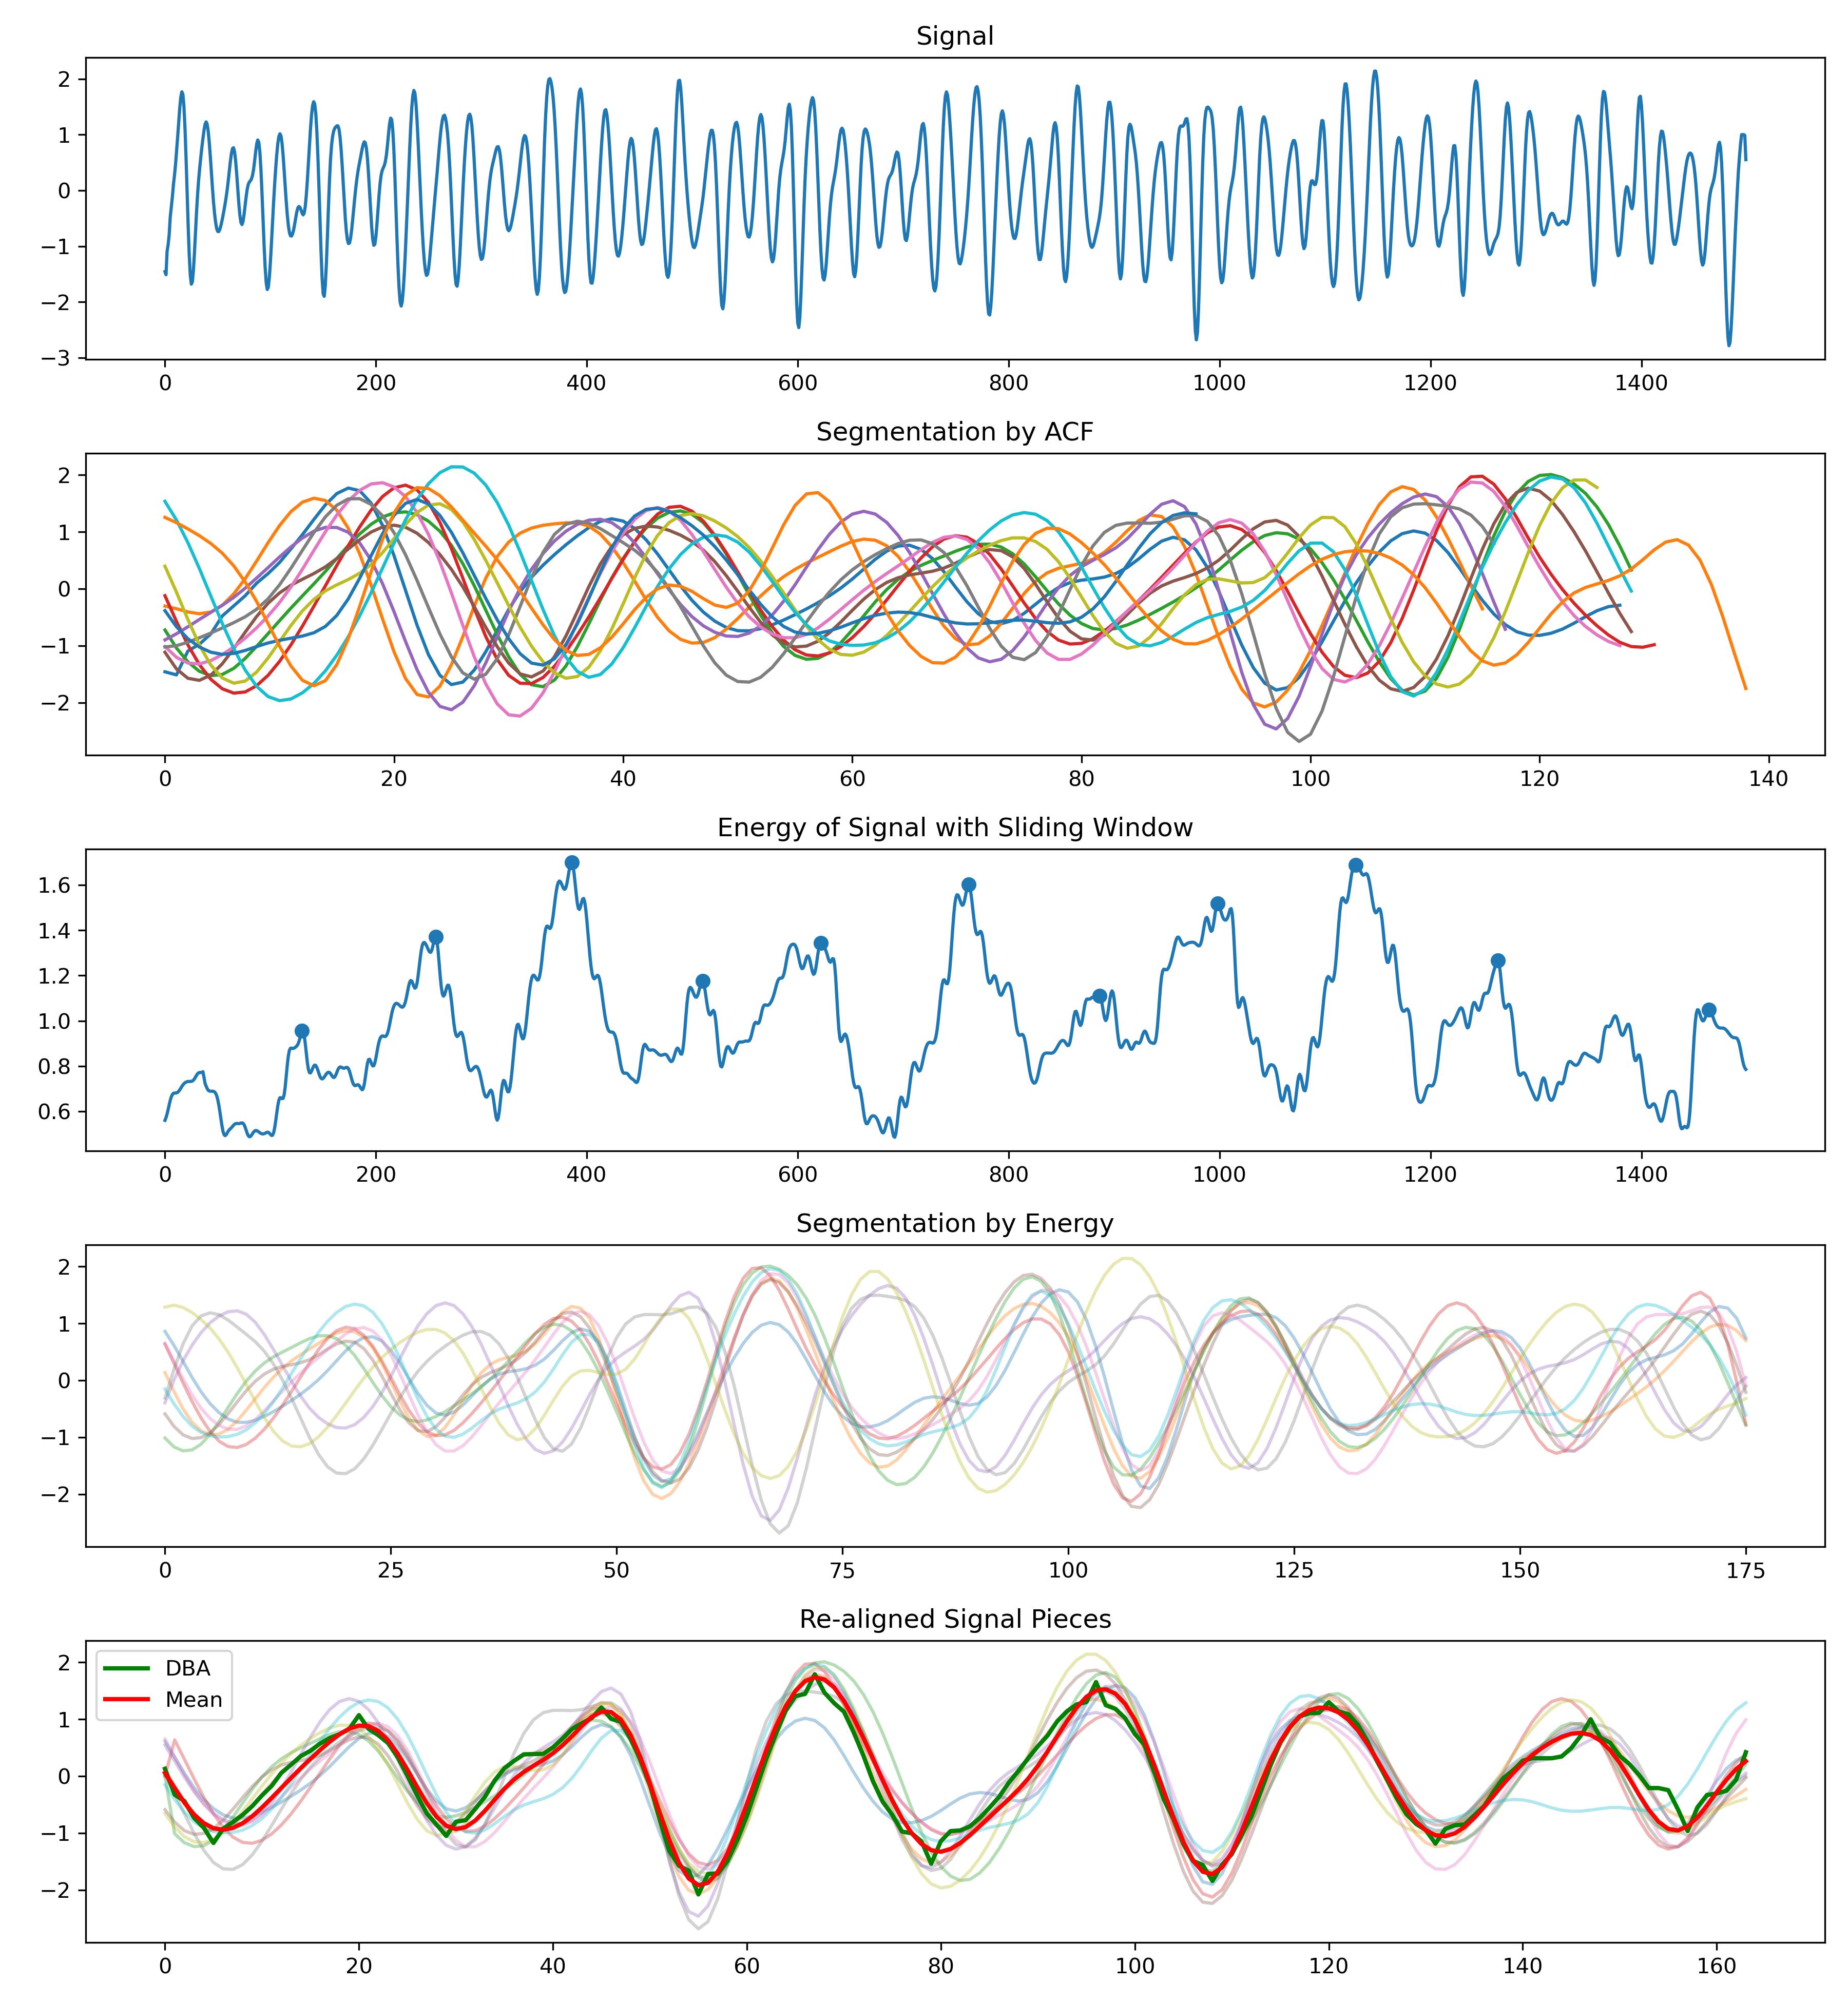 Signal
2
1
0
−1
−2
−3
0 200 400 600 800 1000 1200 1400
Segmentation by ACF
2
1
0
−1
−2
0 20 40 60 80 100 120 140
Energy of Signal with Sliding Window
1.6
1.4
1.2
1.0
0.8
0.6
0 200 400 600 800 1000 1200 1400
Segmentation by Energy
2
1
0
−1
−2
0 25 50 75 100 125 150 175
Re-aligned Signal Pieces
DBA
Mean
2
1
0
−1
−2
0 20 40 60 80 100 120 140 160